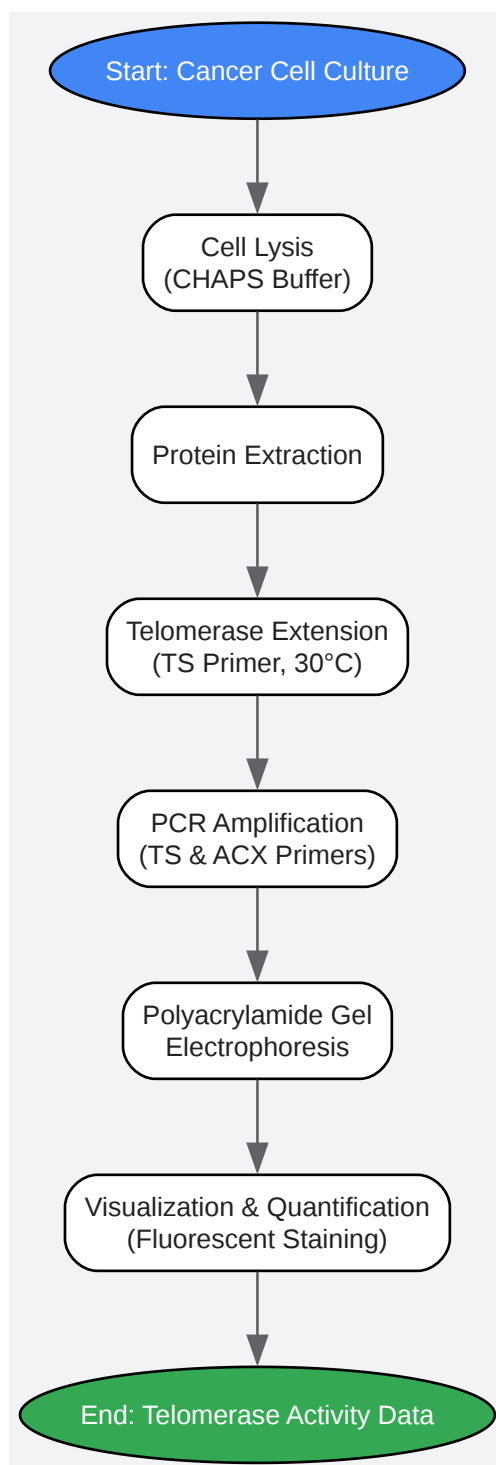 Start: Cancer Cell Culture
Cell Lysis
(CHAPS Buffer)
Protein Extraction
Telomerase Extension
(TS Primer, 30°C)
PCR Amplification
(TS & ACX Primers)
Polyacrylamide Gel
Electrophoresis
Visualization & Quantification
(Fluorescent Staining)
End: Telomerase Activity Data